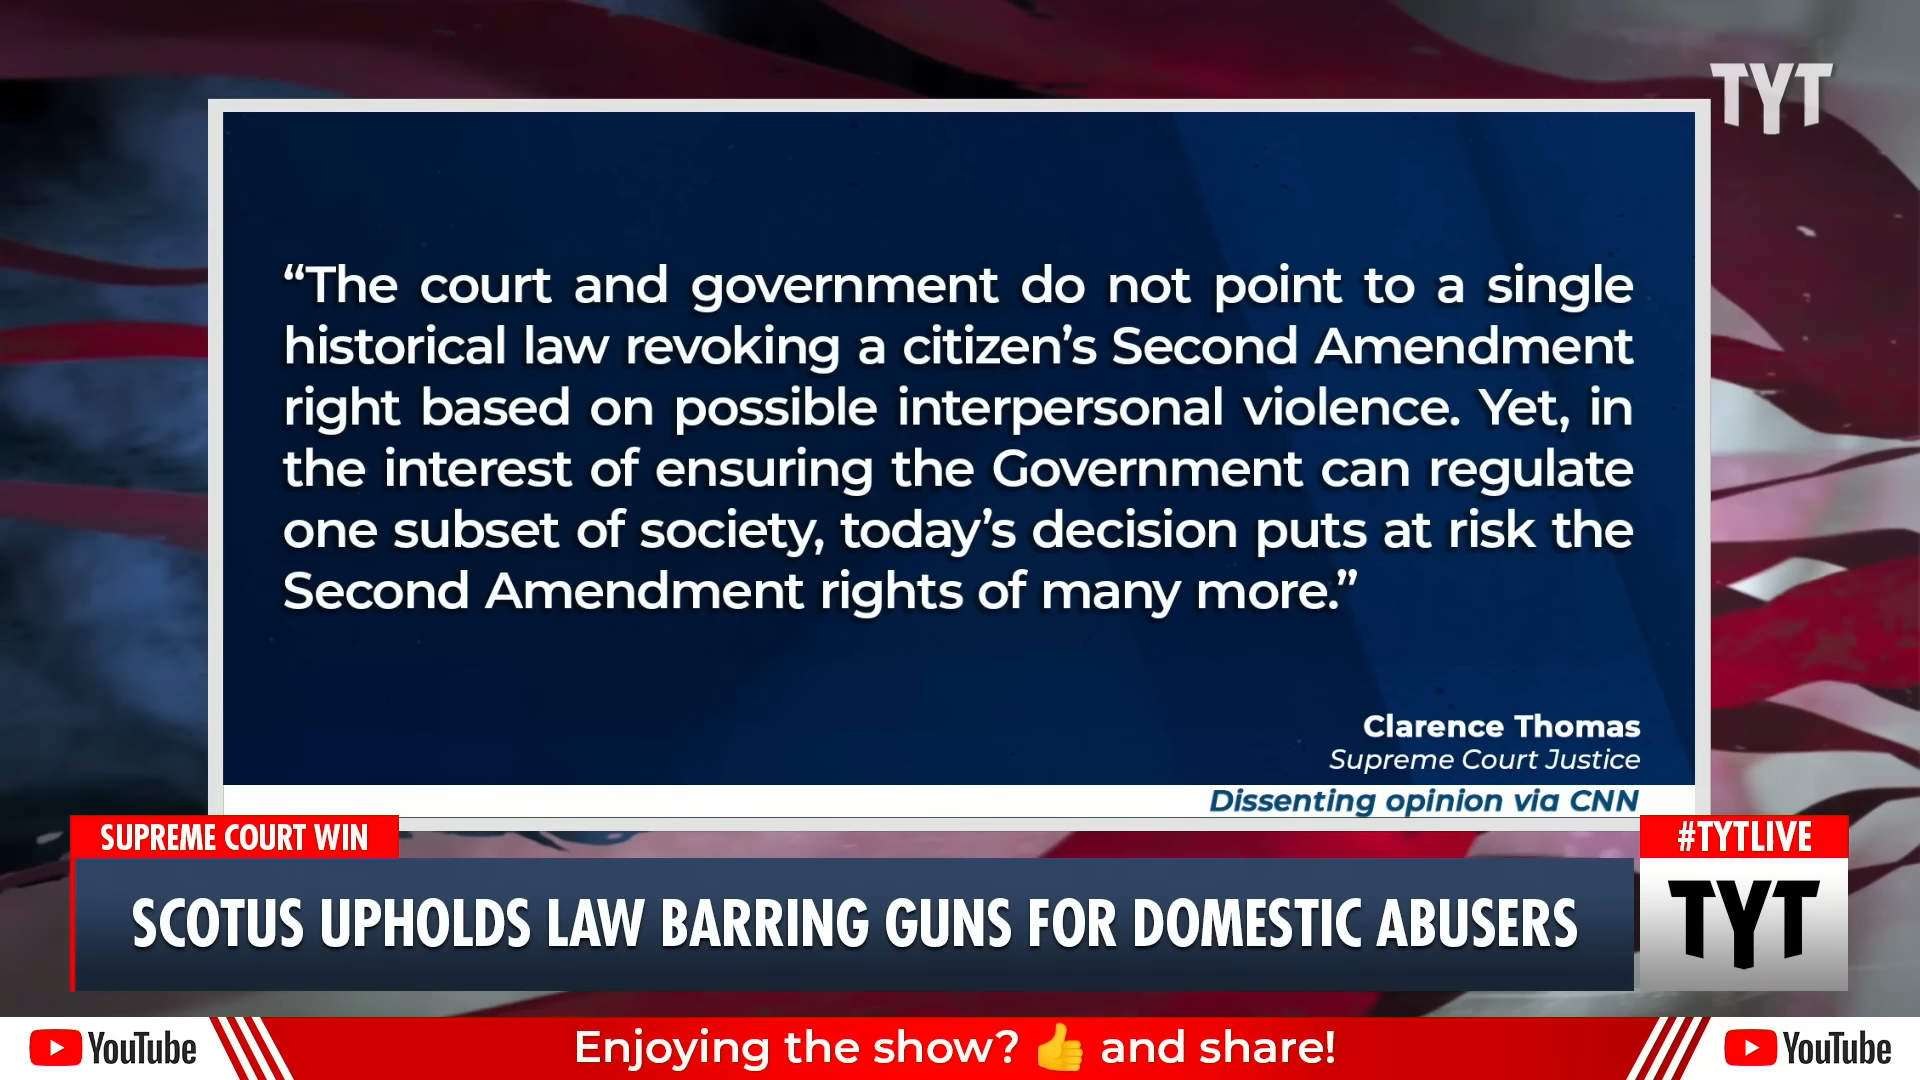 TYT
“The court and government do not point to a single
historical law revoking a citizen’s Second Amendment
right based on possible interpersonal violence. Yet, in
the interest of ensuring the Government can regulate
one subset of society, today’s decision puts at risk the
Second Amendment rights of many more.”
Clarence Thomas
Supreme Court Justice
Dissenting opinion via CNN
SUPREME COURT WIN
#TYTLIVE
SCOTUS UPHOLDS LAW BARRING GUNS FOR DOMESTIC ABUSERS
TYT
YouTube
Enjoying the show? 👍 and share!
YouTube